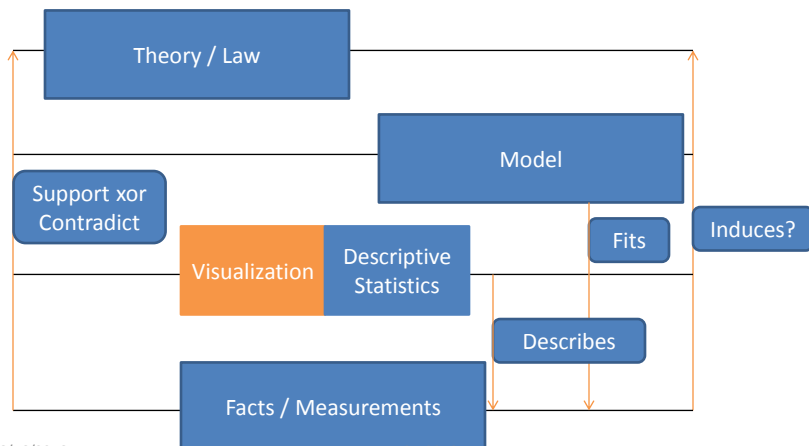 Theory / Law
Model
Support xor
Contradict
Fits
Induces?
Visualization
Descriptive
Statistics
Describes
Facts / Measurements